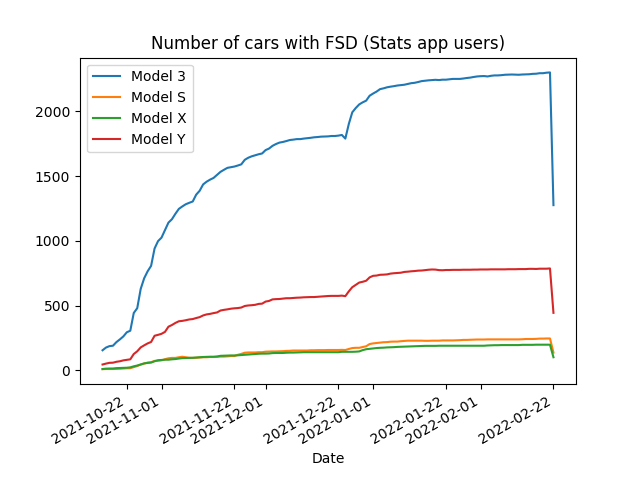 Number of cars with FSD (Stats app users)
Model 3
Model S
Model X
Model Y
2000
1500
1000
500
0
2021-10-22
2021-11-01
2021-11-22
2021-12-01
2021-12-22
2022-01-01
2022-01-22
2022-02-01
2022-02-22
Date